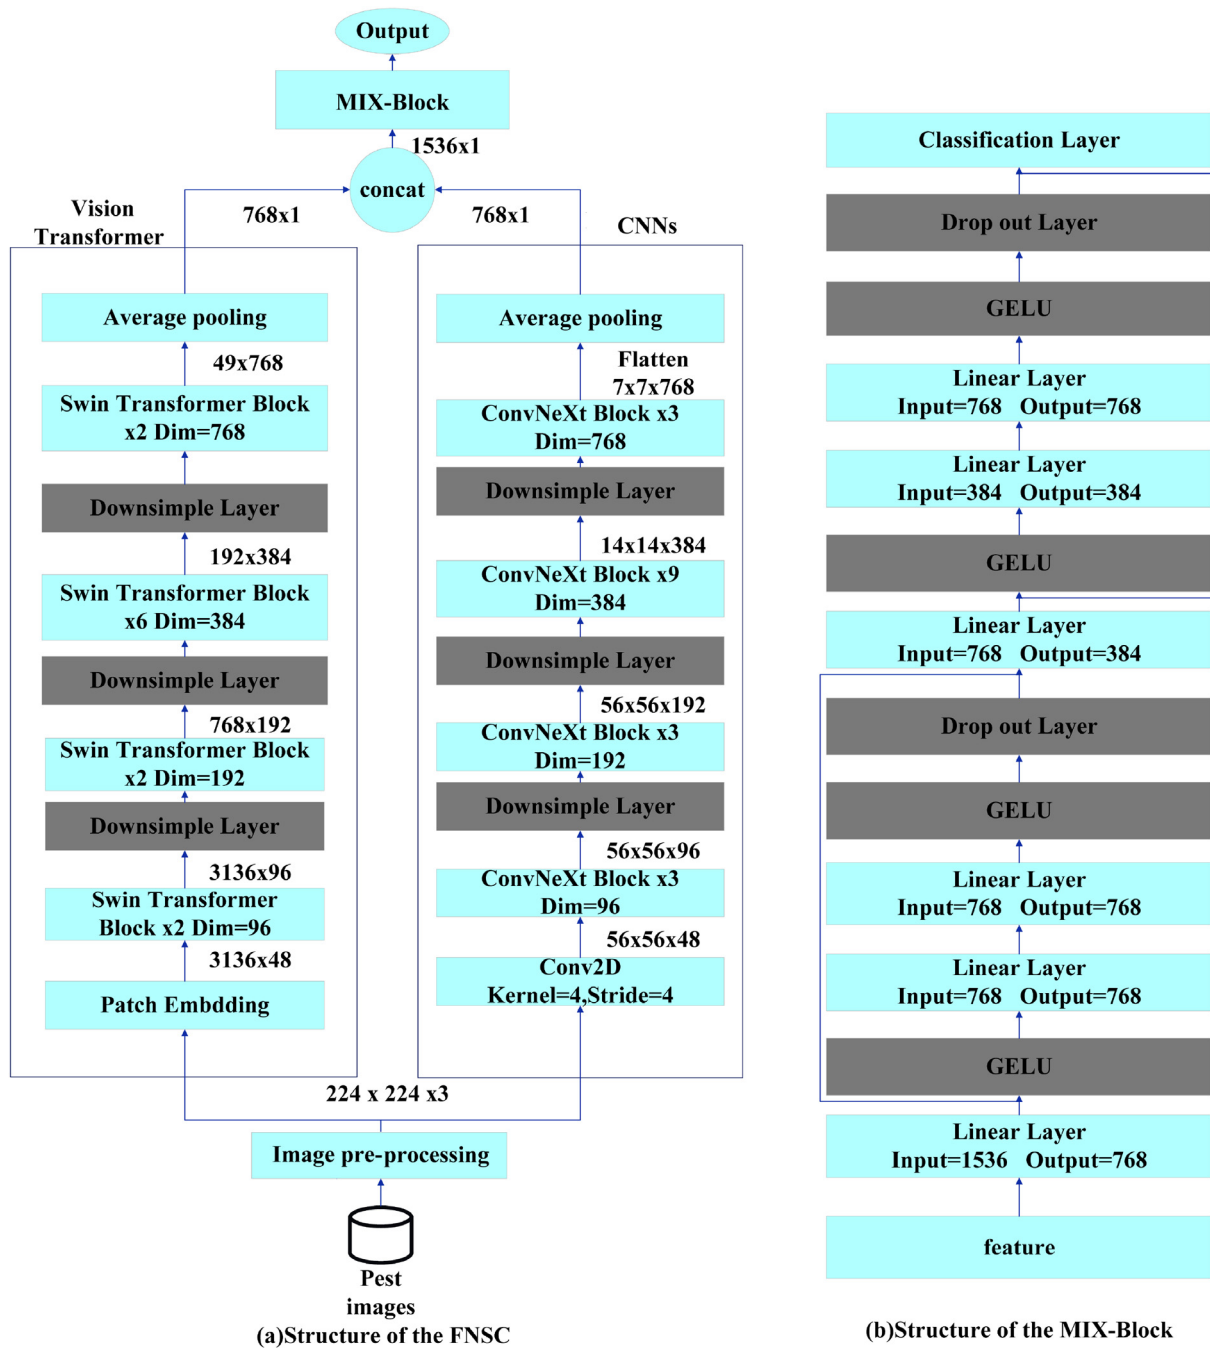 Output
MIX-Block
1536x1
concat
768x1
768x1
Vision
Transformer
Average pooling
49x768
Swin Transformer Block
x2 Dim=768
Downsimple Layer
192x384
Swin Transformer Block
x6 Dim=384
Downsimple Layer
768x192
Swin Transformer Block
x2 Dim=192
Downsimple Layer
3136x96
Swin Transformer
Block x2 Dim=96
3136x48
Patch Embdding
CNNs
Average pooling
Flatten
7x7x768
ConvNeXt Block x3
Dim=768
Downsimple Layer
14x14x384
ConvNeXt Block x9
Dim=384
Downsimple Layer
56x56x192
ConvNeXt Block x3
Dim=192
Downsimple Layer
56x56x96
ConvNeXt Block x3
Dim=96
56x56x48
Conv2D
Kernel=4,Stride=4
224 x 224 x3
Image pre-processing
Pest
images
(a)Structure of the FNSC
Classification Layer
Drop out Layer
GELU
Linear Layer
Input=768 Output=768
Linear Layer
Input=384 Output=384
GELU
Linear Layer
Input=768 Output=384
Drop out Layer
GELU
Linear Layer
Input=768 Output=768
Linear Layer
Input=768 Output=768
GELU
Linear Layer
Input=1536 Output=768
feature
(b)Structure of the MIX-Block